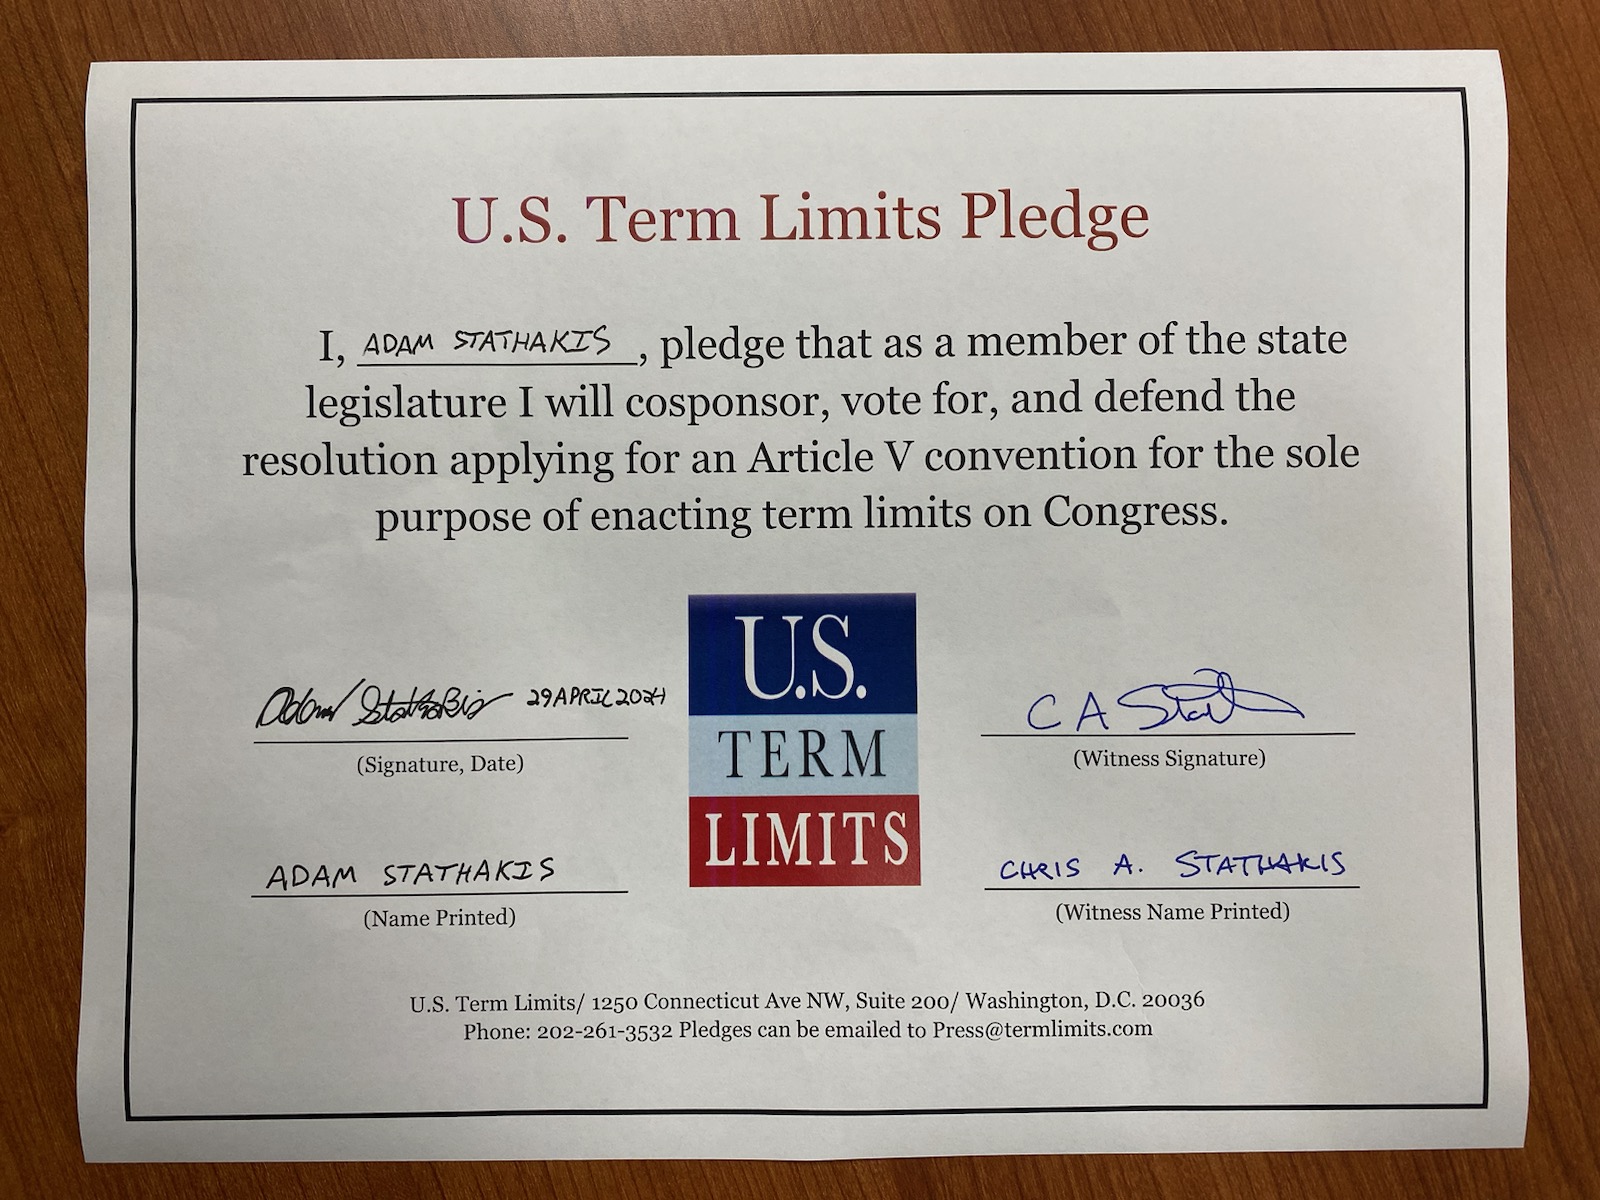 U.S. Term Limits Pledge
I, ADAM STATHAKIS, pledge that as a member of the state
legislature I will cosponsor, vote for, and defend the
resolution applying for an Article V convention for the sole
purpose of enacting term limits on Congress.
Adam Stathakis 29 APRIL 2024
(Signature, Date)
ADAM STATHAKIS
(Name Printed)
U.S.
TERM
LIMITS
C A
(Witness Signature)
CHRIS A. STATHAKIS
(Witness Name Printed)
U.S. Term Limits/ 1250 Connecticut Ave NW, Suite 200/ Washington, D.C. 20036
Phone: 202-261-3532 Pledges can be emailed to Press@termlimits.com